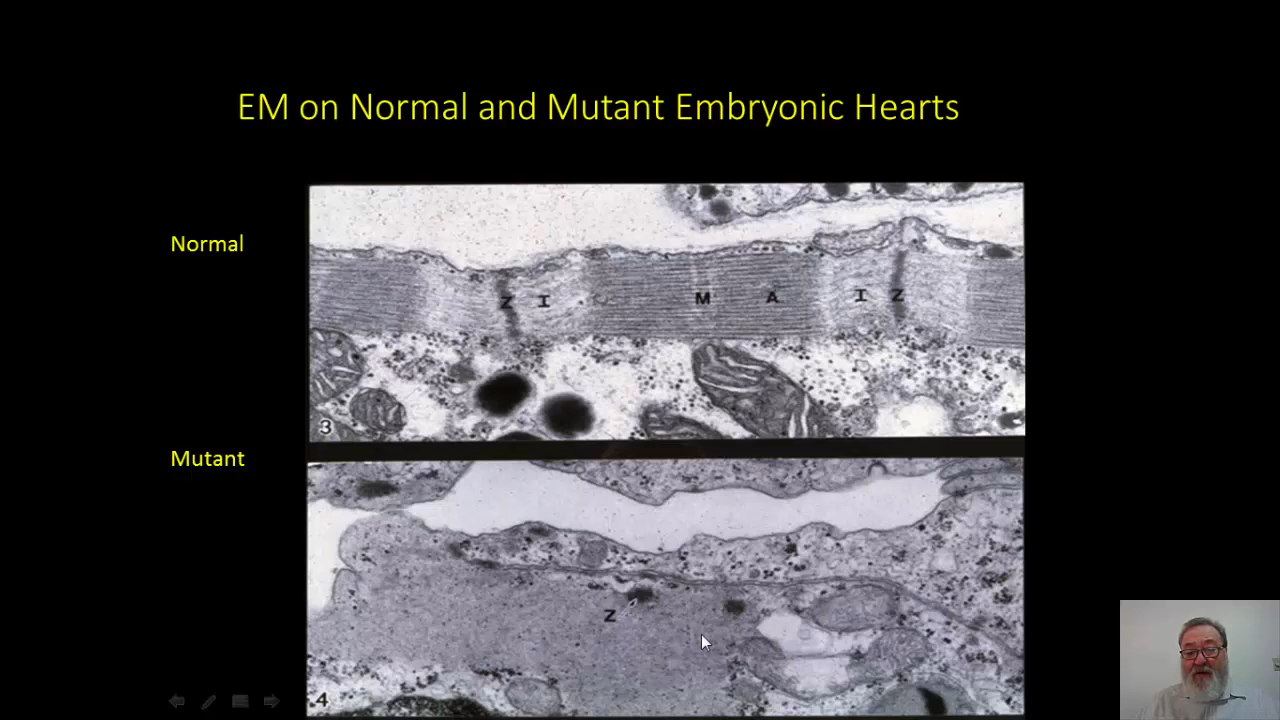 EM on Normal and Mutant Embryonic Hearts
Normal
Z I M A I Z
3
Mutant
Z
4